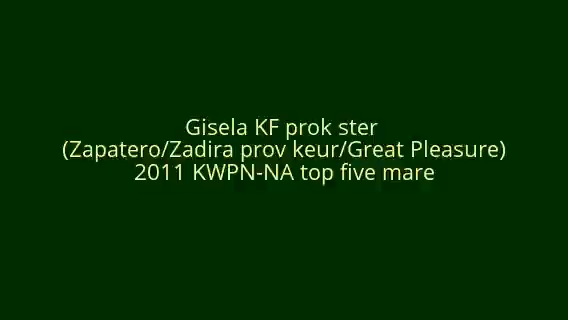 Gisela KF prok ster
(Zapatero/Zadira prov keur/Great Pleasure)
2011 KWPN-NA top five mare